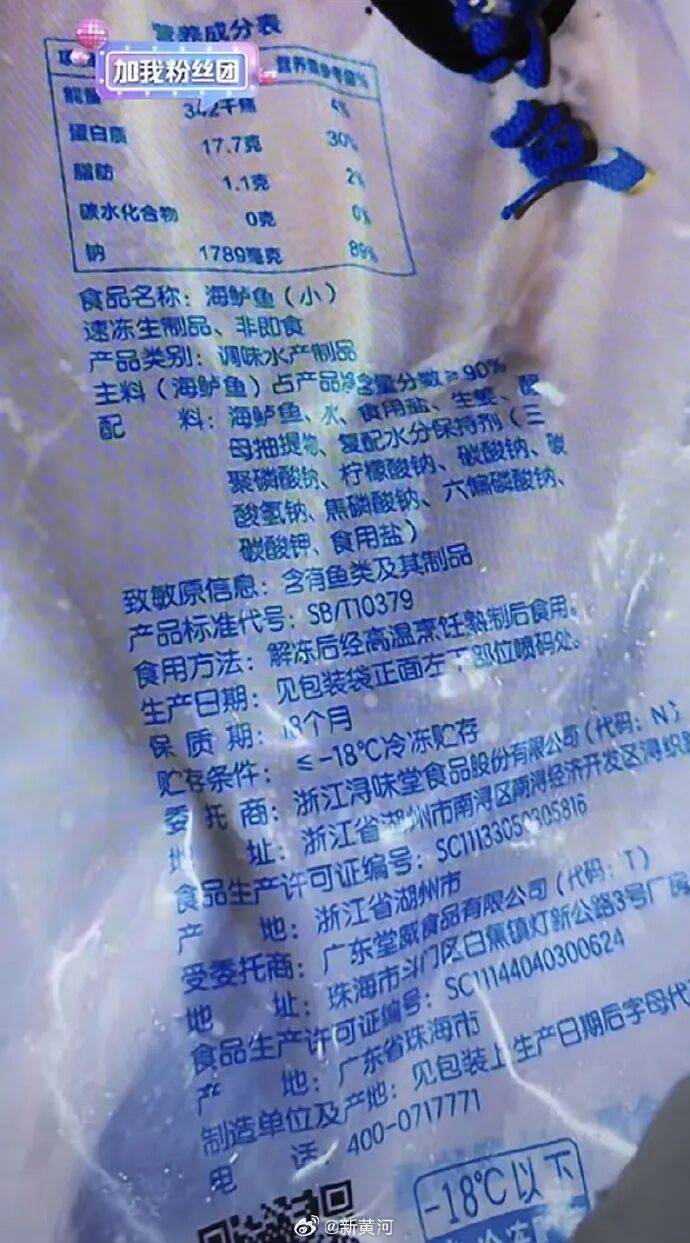 营养成分表
加我粉丝团
营养素参考值%
342千焦 4%
蛋白质 17.7克 30%
脂肪 1.1克 2%
碳水化合物 0克 0%
钠 1789毫克 89%
鱼
食品名称：海鲈鱼（小）
速冻生制品、非即食
产品类别：调味水产制品
主料（海鲈鱼）占产品净含量分数≥90%
配 料：海鲈鱼、水、食用盐、生姜、酵
母抽提物、复配水分保持剂（三
聚磷酸钠、柠檬酸钠、碳酸钠、碳
酸氢钠、焦磷酸钠、六偏磷酸钠、
碳酸钾、食用盐）
致敏原信息：含有鱼类及其制品
产品标准代号：SB/T10379
食用方法：解冻后经高温烹饪熟制后食用。
生产日期：见包装袋正面左下部位喷码处。
保 质 期：18个月
贮存条件：≤-18℃冷冻贮存
委 托 商：浙江浔味堂食品股份有限公司（代码：N）
地 址：浙江省湖州市南浔区南浔经济开发区浔织
食品生产许可证编号：SC11133050305816
产 地：浙江省湖州市
受委托商：广东堂威食品有限公司（代码：T）
地 址：珠海市斗门区白蕉镇灯新公路3号厂房
食品生产许可证编号：SC11144040300624
产 地：广东省珠海市
制造单位及产地：见包装上生产日期后字母代
电 话：400-0717771
-18℃以下
@新黄河